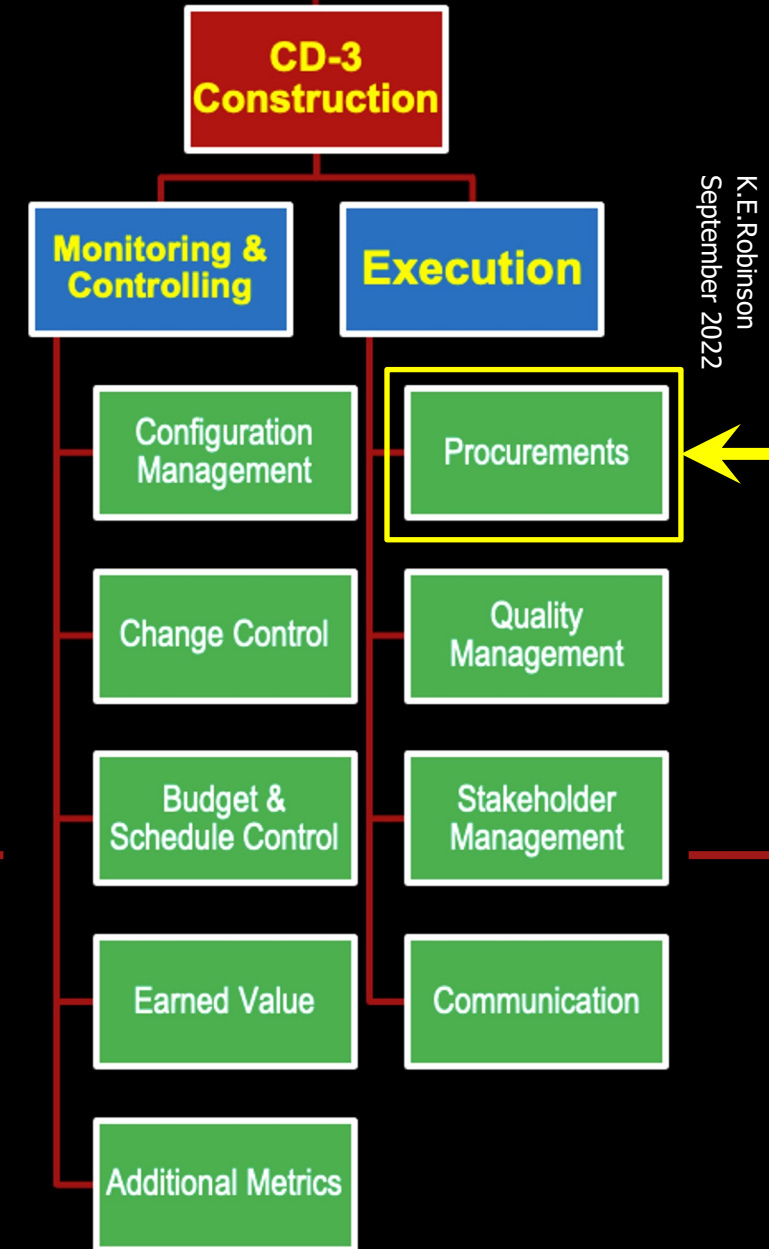 CD-3
Construction
K.E.Robinson
September 2022
Monitoring &
Controlling
Execution
Configuration
Management
Procurements
Change Control
Quality
Management
Budget &
Schedule Control
Stakeholder
Management
Earned Value
Communication
Additional Metrics